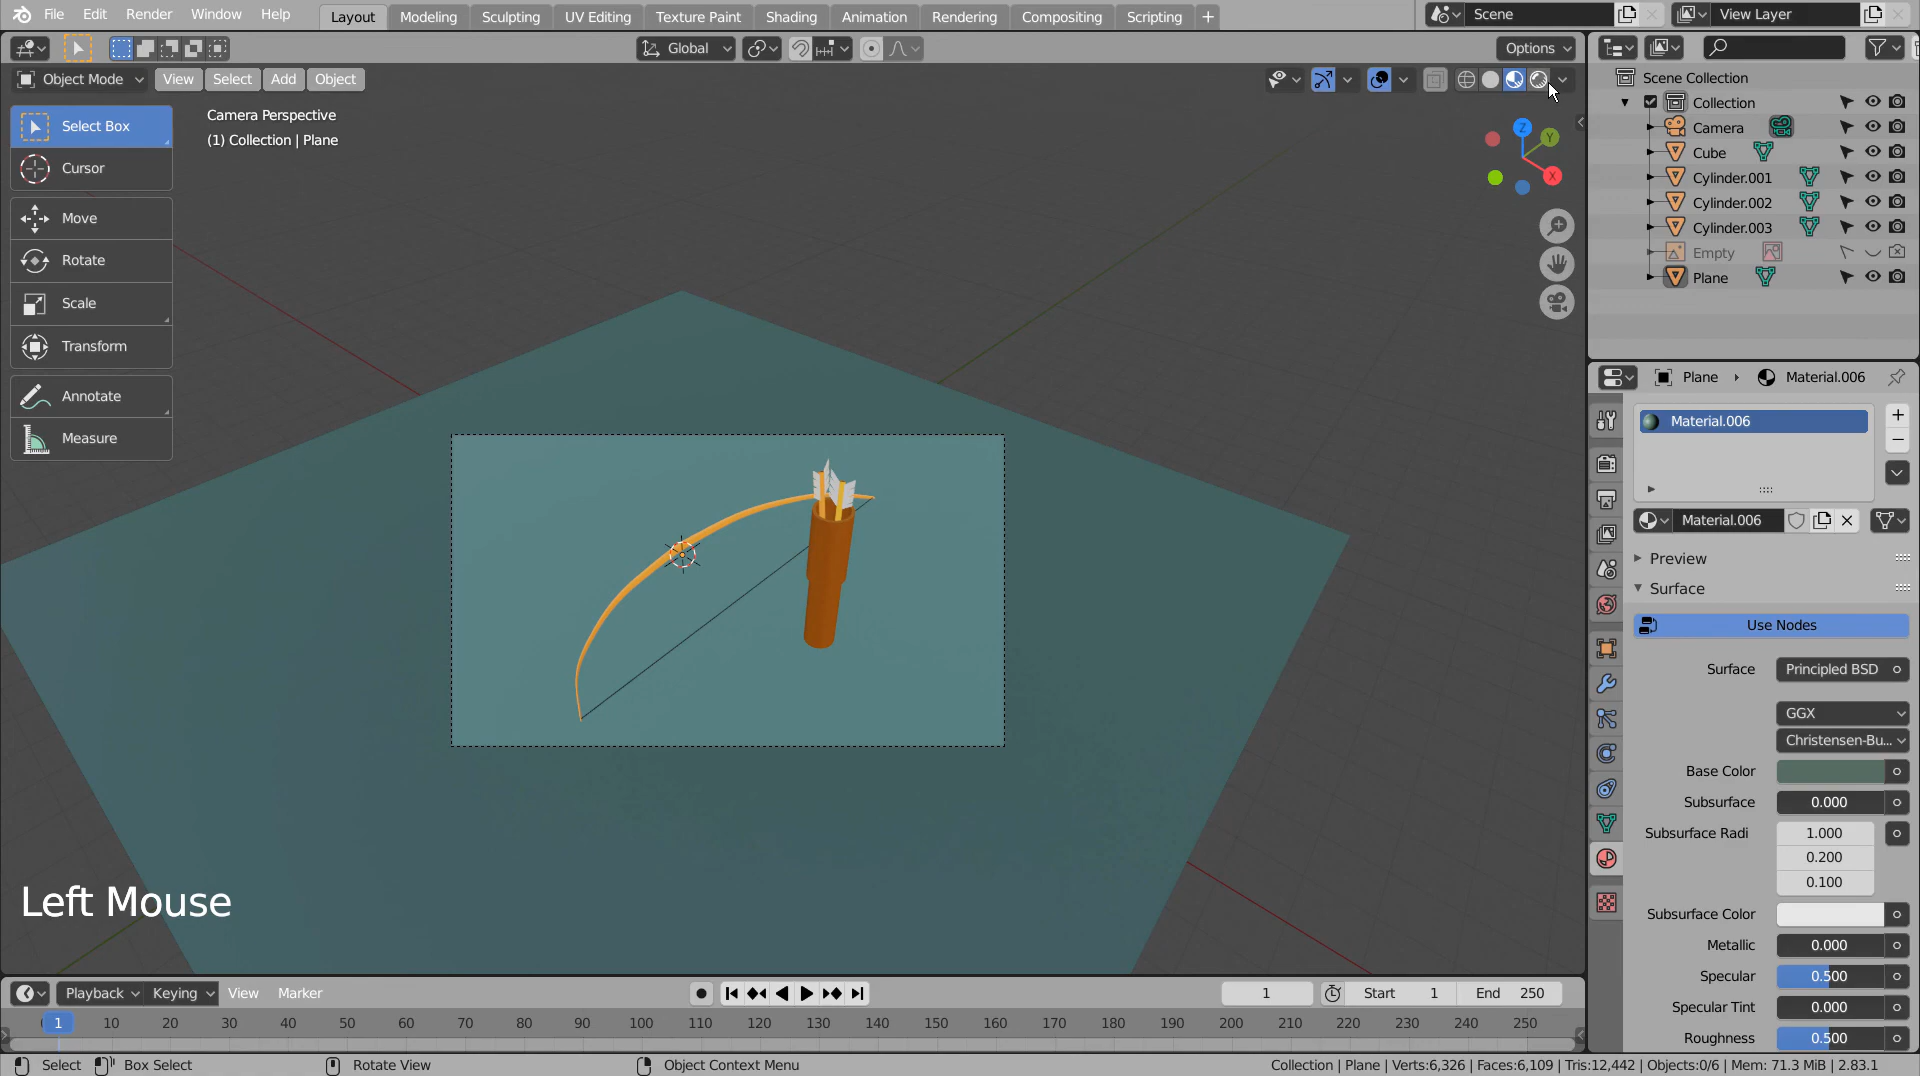 File Edit Render Window Help Layout Modeling Sculpting UV Editing Texture Paint Shading Animation Rendering Compositing Scripting + Scene View Layer
Global Options
Object Mode View Select Add Object
Select Box
Cursor
Move
Rotate
Scale
Transform
Annotate
Measure
Camera Perspective
(1) Collection | Plane
Z
Y
X
Left Mouse
Scene Collection
Collection
Camera
Cube
Cylinder.001
Cylinder.002
Cylinder.003
Empty
Plane
Plane Material.006
Material.006
Material.006
Preview
Surface
Use Nodes
Surface Principled BSD
GGX
Christensen-Bu...
Base Color
Subsurface 0.000
Subsurface Radi 1.000
0.200
0.100
Subsurface Color
Metallic 0.000
Specular 0.500
Specular Tint 0.000
Roughness 0.500
Playback Keying View Marker 1 Start 1 End 250
1 10 20 30 40 50 60 70 80 90 100 110 120 130 140 150 160 170 180 190 200 210 220 230 240 250
Select Box Select Rotate View Object Context Menu Collection | Plane | Verts:6,326 | Faces:6,109 | Tris:12,442 | Objects:0/6 | Mem: 71.3 MiB | 2.83.1